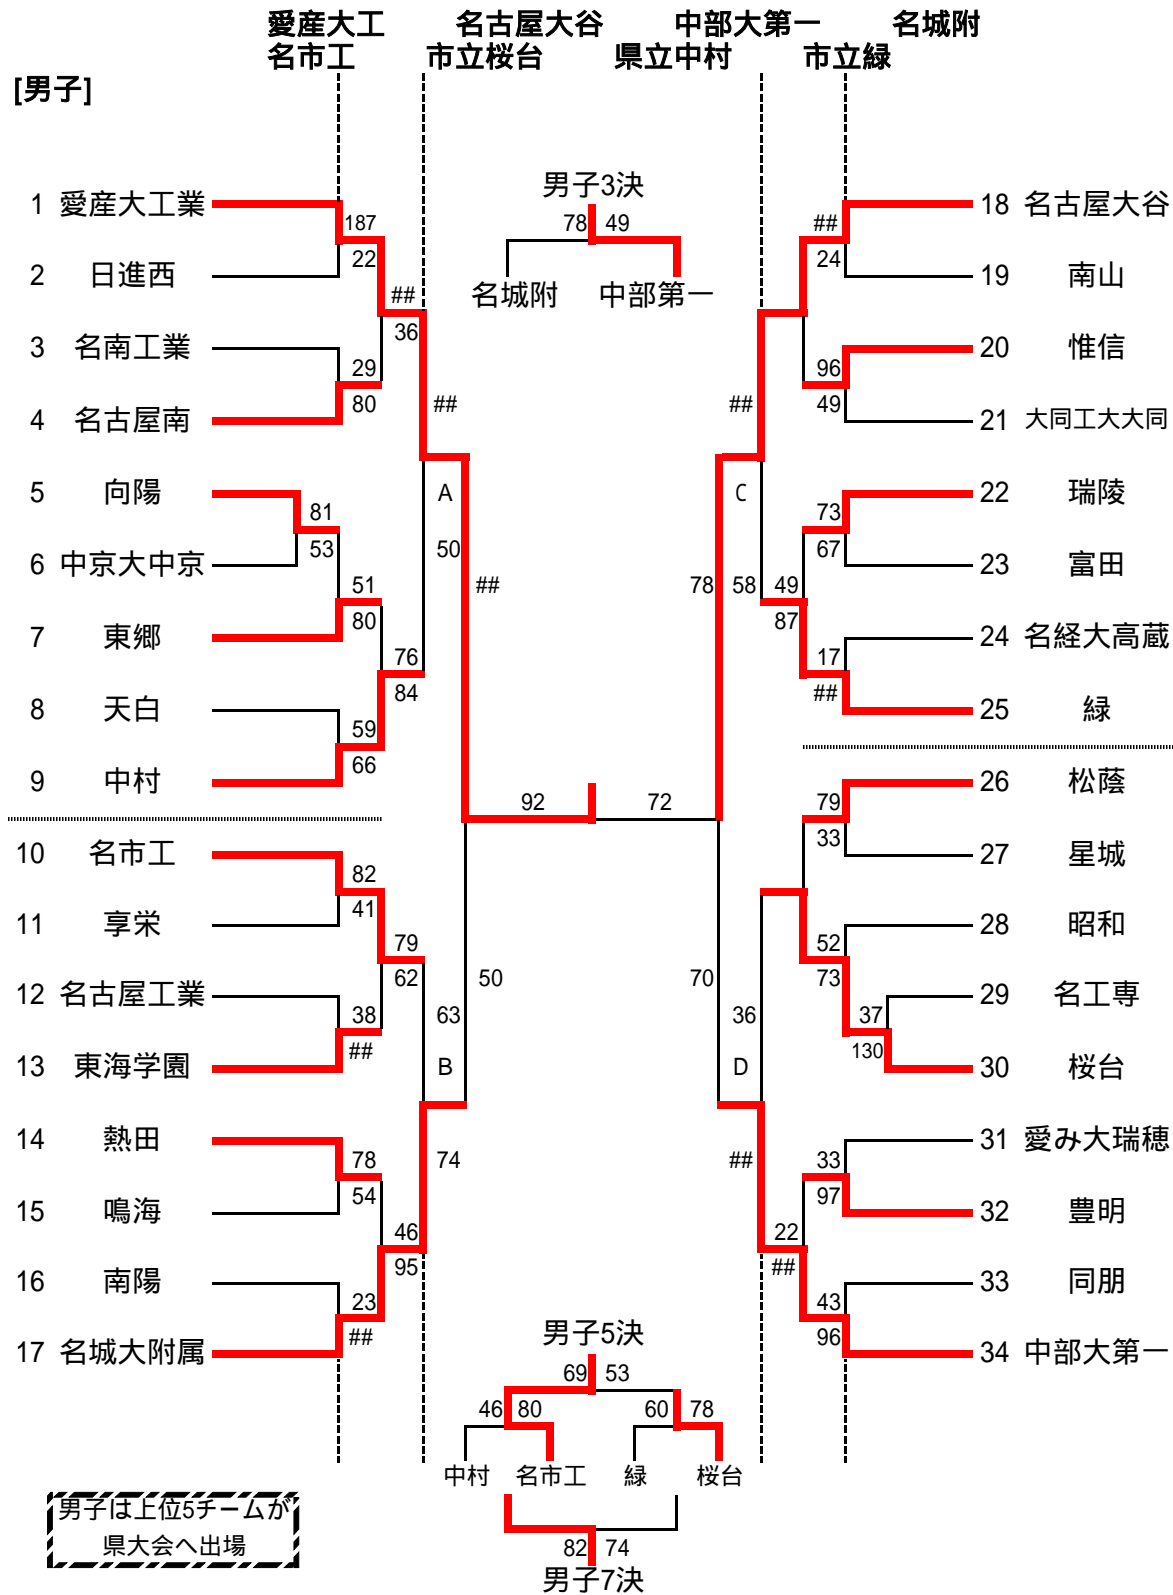 愛産大工 名古屋大谷 中部大第一 名城附
名市工 市立桜台 県立中村 市立緑
[男子]
男子3決
78 49
名城附 中部第一
1 愛産大工業
187
22
2 日進西
##
36
3 名南工業
29
80
4 名古屋南
##
5 向陽
81
53
6 中京大中京
A
50
##
51
80
7 東郷
76
84
8 天白
59
66
9 中村
92 72
10 名市工
82
41
11 享栄
79
62
12 名古屋工業
38
##
13 東海学園
50
63
B
14 熱田
78
54
15 鳴海
74
46
95
16 南陽
23
##
17 名城大附属
18 名古屋大谷
##
24
19 南山
20 惟信
96
49
21 大同工大大同
##
C
22 瑞陵
73
67
23 富田
78 58 49
87
24 名経大高蔵
17
##
25 緑
26 松蔭
79
33
27 星城
28 昭和
52
73
29 名工専
37
130
30 桜台
70
36
D
31 愛み大瑞穂
33
97
32 豊明
##
22
##
33 同朋
43
96
34 中部大第一
男子5決
69 53
46 80 60 78
中村 名市工 緑 桜台
82 74
男子7決
男子は上位5チームが
県大会へ出場